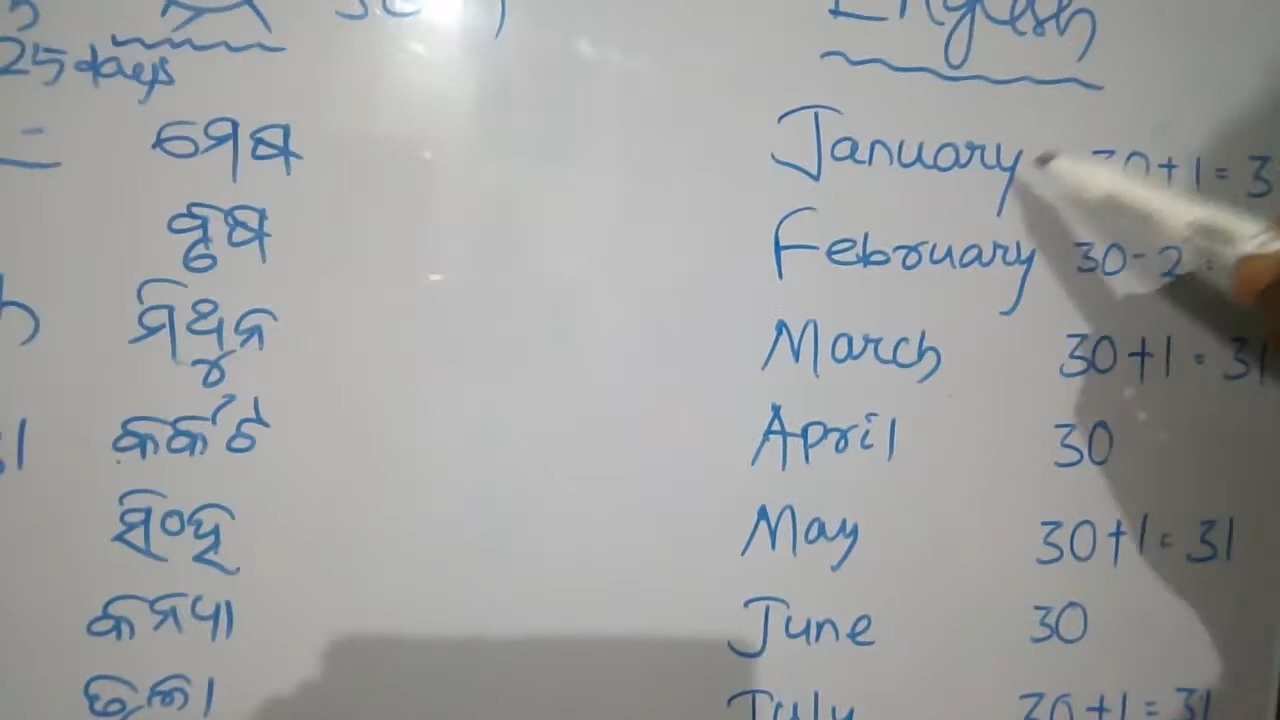 English
25 days
ମେଷ January 30+1=3
ବୃଷ February 30-2
ମିଥୁନ March 30+1=31
କର୍କଟ April 30
ସିଂହ May 30+1=31
କନ୍ୟା June 30
ତୁଳା July 30+1=31